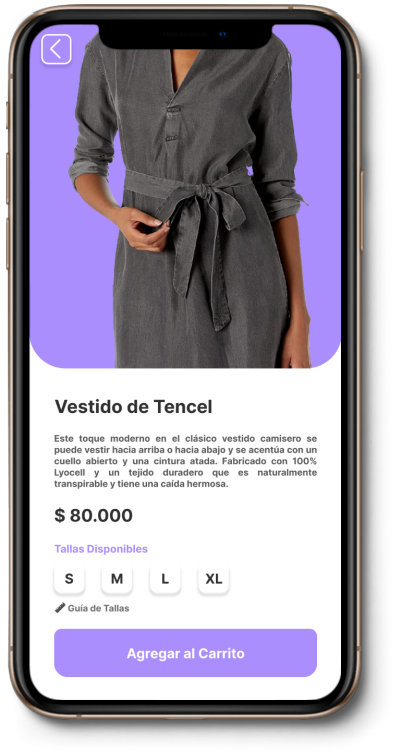 Vestido de Tencel
Este toque moderno en el clásico vestido camisero se
puede vestir hacia arriba o hacia abajo y se acentúa con un
cuello abierto y una cintura atada. Fabricado con 100%
Lyocell y un tejido duradero que es naturalmente
transpirable y tiene una caída hermosa.
$ 80.000
Tallas Disponibles
S M L XL
Guía de Tallas
Agregar al Carrito